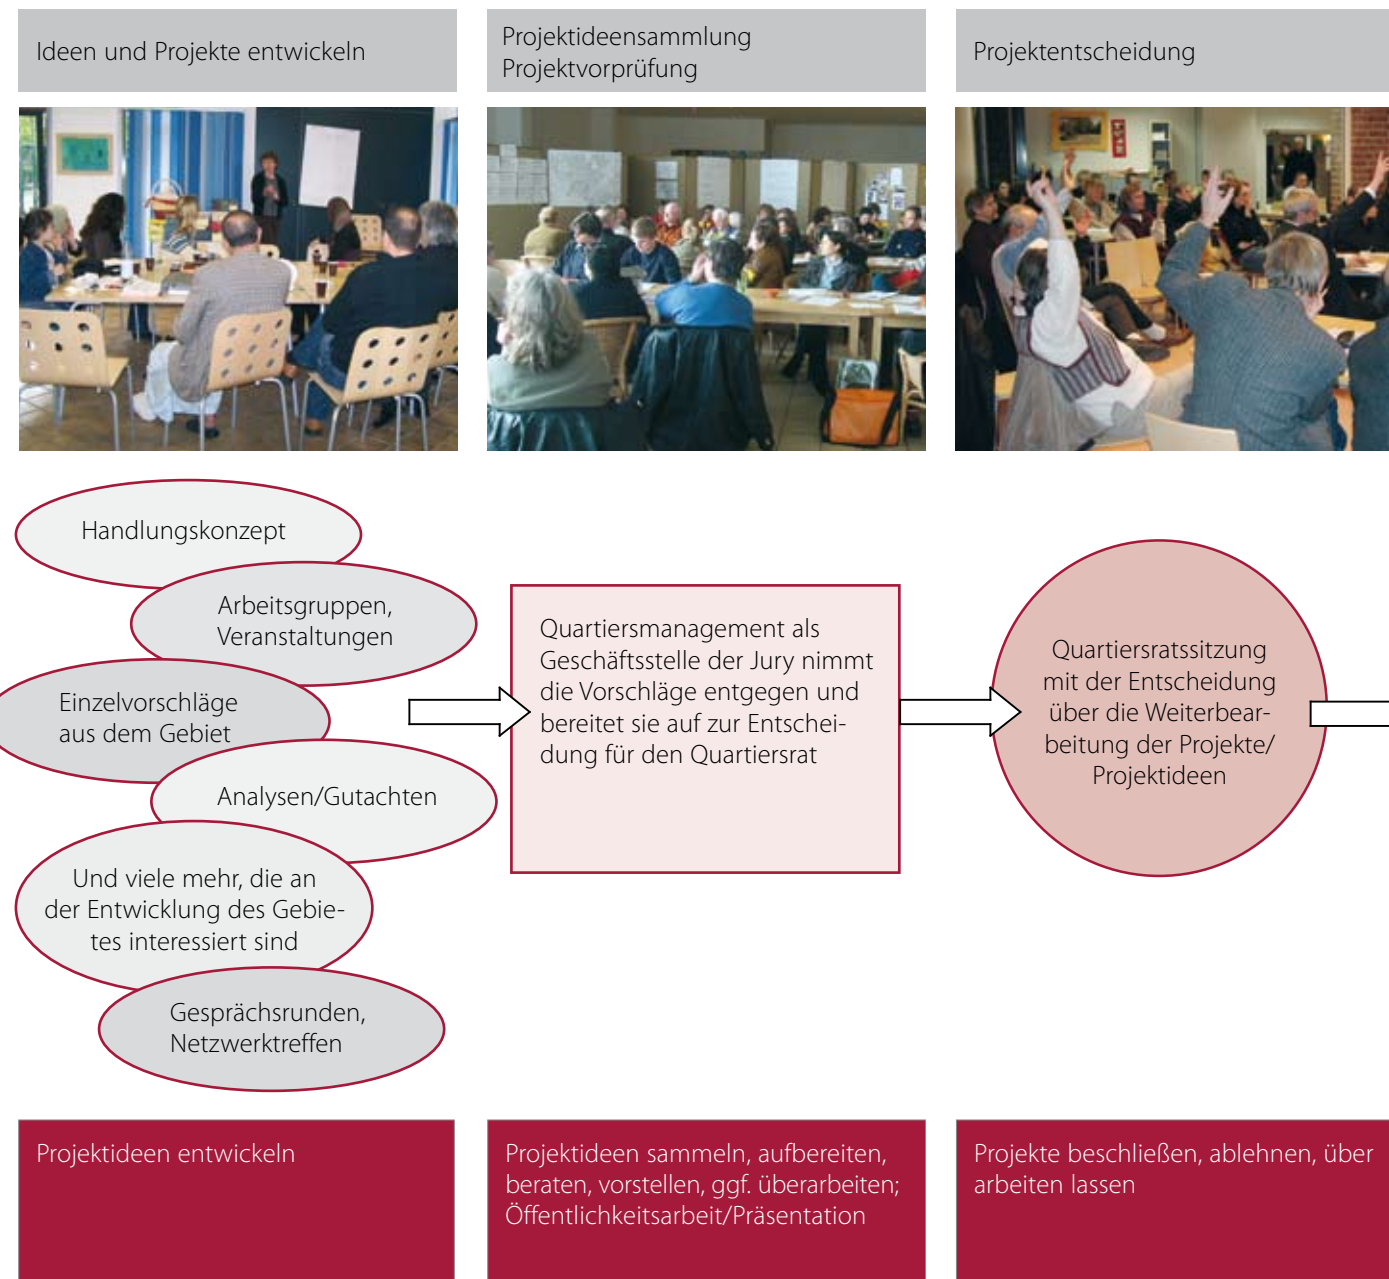 Ideen und Projekte entwickeln
Projektideensammlung
Projektvorprüfung
Projektentscheidung
Handlungskonzept
Arbeitsgruppen,
Veranstaltungen
Einzelvorschläge
aus dem Gebiet
Analysen/Gutachten
Und viele mehr, die an
der Entwicklung des Gebie-
tes interessiert sind
Gesprächsrunden,
Netzwerktreffen
Quartiersmanagement als
Geschäftsstelle der Jury nimmt
die Vorschläge entgegen und
bereitet sie auf zur Entschei-
dung für den Quartiersrat
Quartiersratssitzung
mit der Entscheidung
über die Weiterbear-
beitung der Projekte/
Projektideen
Projektideen entwickeln
Projektideen sammeln, aufbereiten,
beraten, vorstellen, ggf. überarbeiten;
Öffentlichkeitsarbeit/Präsentation
Projekte beschließen, ablehnen, über
arbeiten lassen